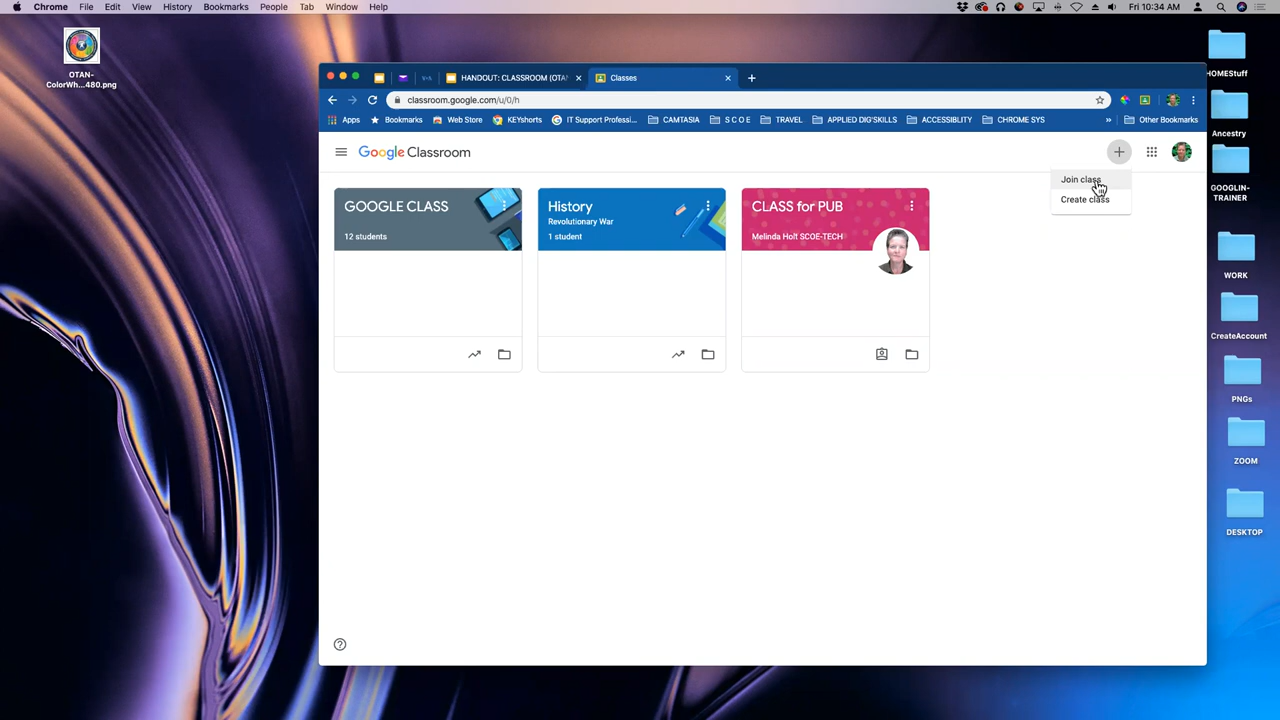 Chrome File Edit View History Bookmarks People Tab Window Help Fri 10:34 AM
OTAN-
ColorWh...480.png
HANDOUT: CLASSROOM (OTAN
Classes
classroom.google.com/u/0/h
Apps Bookmarks Web Store KEYshorts IT Support Professi... CAMTASIA S C O E TRAVEL APPLIED DIG'SKILLS ACCESSIBLITY CHROME SYS » Other Bookmarks
Google Classroom
Join class
Create class
GOOGLE CLASS
12 students
History
Revolutionary War
1 student
CLASS for PUB
Melinda Holt SCOE-TECH
HOMEStuff
Ancestry
GOOGLIN-
TRAINER
WORK
CreateAccount
PNGs
ZOOM
DESKTOP